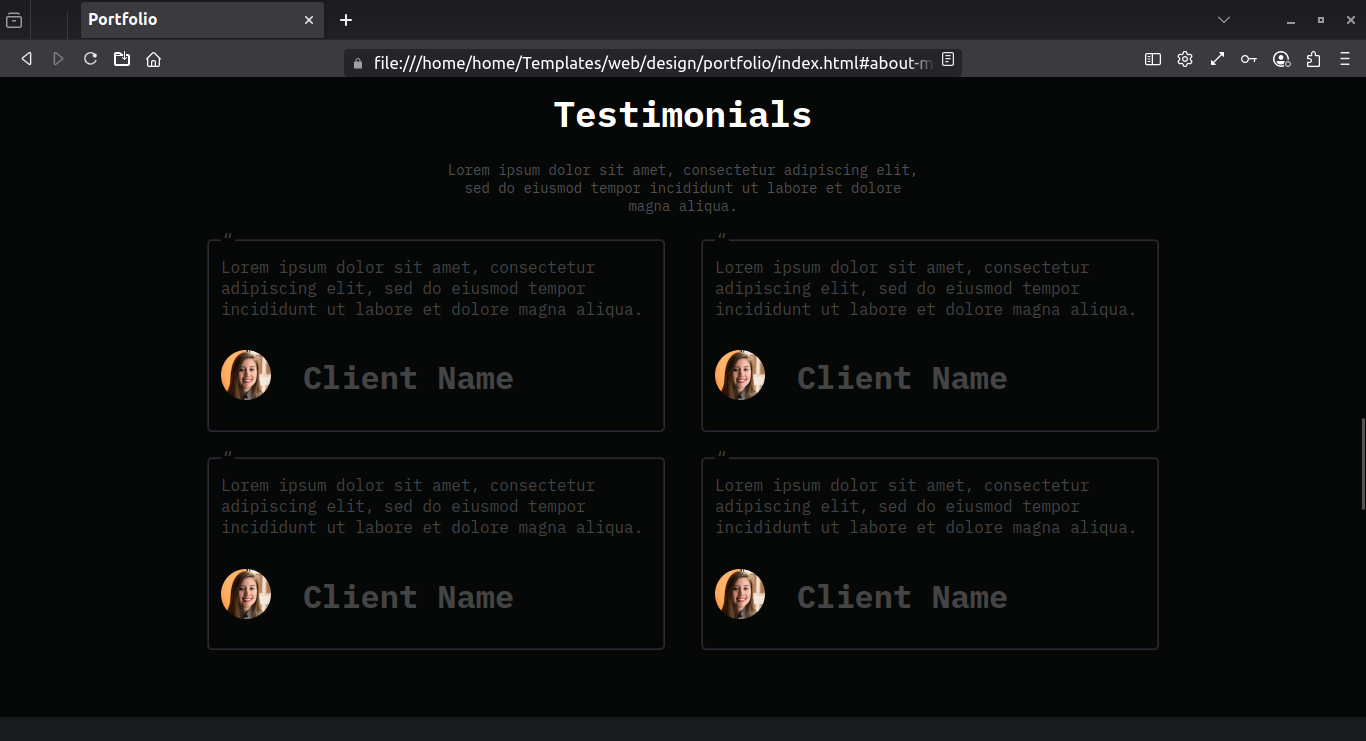 Portfolio
file:///home/home/Templates/web/design/portfolio/index.html#about-m
Testimonials
Lorem ipsum dolor sit amet, consectetur adipiscing elit,
sed do eiusmod tempor incididunt ut labore et dolore
magna aliqua.
“
Lorem ipsum dolor sit amet, consectetur
adipiscing elit, sed do eiusmod tempor
incididunt ut labore et dolore magna aliqua.
Client Name
“
Lorem ipsum dolor sit amet, consectetur
adipiscing elit, sed do eiusmod tempor
incididunt ut labore et dolore magna aliqua.
Client Name
“
Lorem ipsum dolor sit amet, consectetur
adipiscing elit, sed do eiusmod tempor
incididunt ut labore et dolore magna aliqua.
Client Name
“
Lorem ipsum dolor sit amet, consectetur
adipiscing elit, sed do eiusmod tempor
incididunt ut labore et dolore magna aliqua.
Client Name